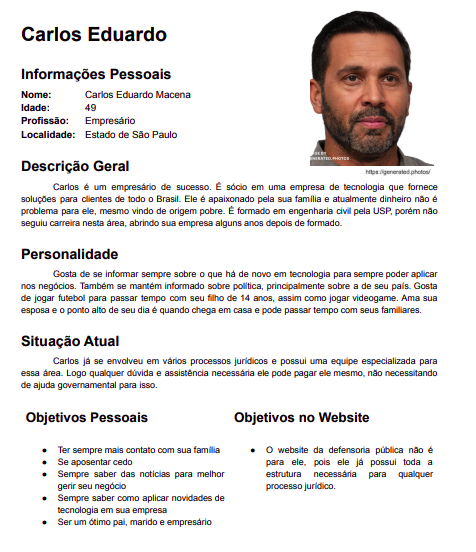 Carlos Eduardo
Informações Pessoais
Nome: Carlos Eduardo Macena
Idade: 49
Profissão: Empresário
Localidade: Estado de São Paulo
GENERATED.PHOTOS
https://generated.photos/
Descrição Geral
Carlos é um empresário de sucesso. É sócio em uma empresa de tecnologia que fornece
soluções para clientes de todo o Brasil. Ele é apaixonado pela sua família e atualmente dinheiro não é
problema para ele, mesmo vindo de origem pobre. É formado em engenharia civil pela USP, porém não
seguiu carreira nesta área, abrindo sua empresa alguns anos depois de formado.
Personalidade
Gosta de se informar sempre sobre o que há de novo em tecnologia para sempre poder aplicar
nos negócios. Também se mantém informado sobre política, principalmente sobre a de seu país. Gosta
de jogar futebol para passar tempo com seu filho de 14 anos, assim como jogar videogame. Ama sua
esposa e o ponto alto de seu dia é quando chega em casa e pode passar tempo com seus familiares.
Situação Atual
Carlos já se envolveu em vários processos jurídicos e possui uma equipe especializada para
essa área. Logo qualquer dúvida e assistência necessária ele pode pagar ele mesmo, não necessitando
de ajuda governamental para isso.
Objetivos Pessoais
● Ter sempre mais contato com sua família
● Se aposentar cedo
● Sempre saber das notícias para melhor
gerir seu negócio
● Sempre saber como aplicar novidades de
tecnologia em sua empresa
● Ser um ótimo pai, marido e empresário
Objetivos no Website
● O website da defensoria pública não é
para ele, pois ele já possui toda a
estrutura necessária para qualquer
processo jurídico.